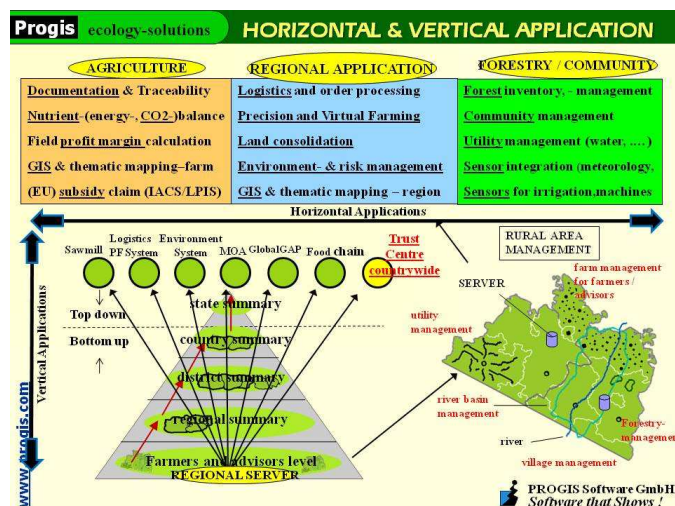 Progis ecology-solutions
HORIZONTAL & VERTICAL APPLICATION
AGRICULTURE
Documentation & Traceability
Nutrient-(energy-, CO2-)balance
Field profit margin calculation
GIS & thematic mapping–farm
(EU) subsidy claim (IACS/LPIS)
REGIONAL APPLICATION
Logistics and order processing
Precision and Virtual Farming
Land consolidation
Environment- & risk management
GIS & thematic mapping – region
FORESTRY / COMMUNITY
Forest inventory, - management
Community management
Utility management (water, ....)
Sensor integration (meteorology,
Sensors for irrigation,machines
Horizontal Applications
Vertical Applications
Sawmill
Logistics
PF System
Environment
System
MOA
GlobalGAP
Food chain
Trust
Centre
countrywide
Top down
Bottom up
state summary
country summary
district summary
regional summary
Farmers and advisors level
REGIONAL SERVER
RURAL AREA
MANAGEMENT
SERVER
farm management
for farmers /
advisors
utility
management
river basin
management
river
village management
Forestry-
management
www.progis.com
PROGIS Software GmbH
Software that Shows !